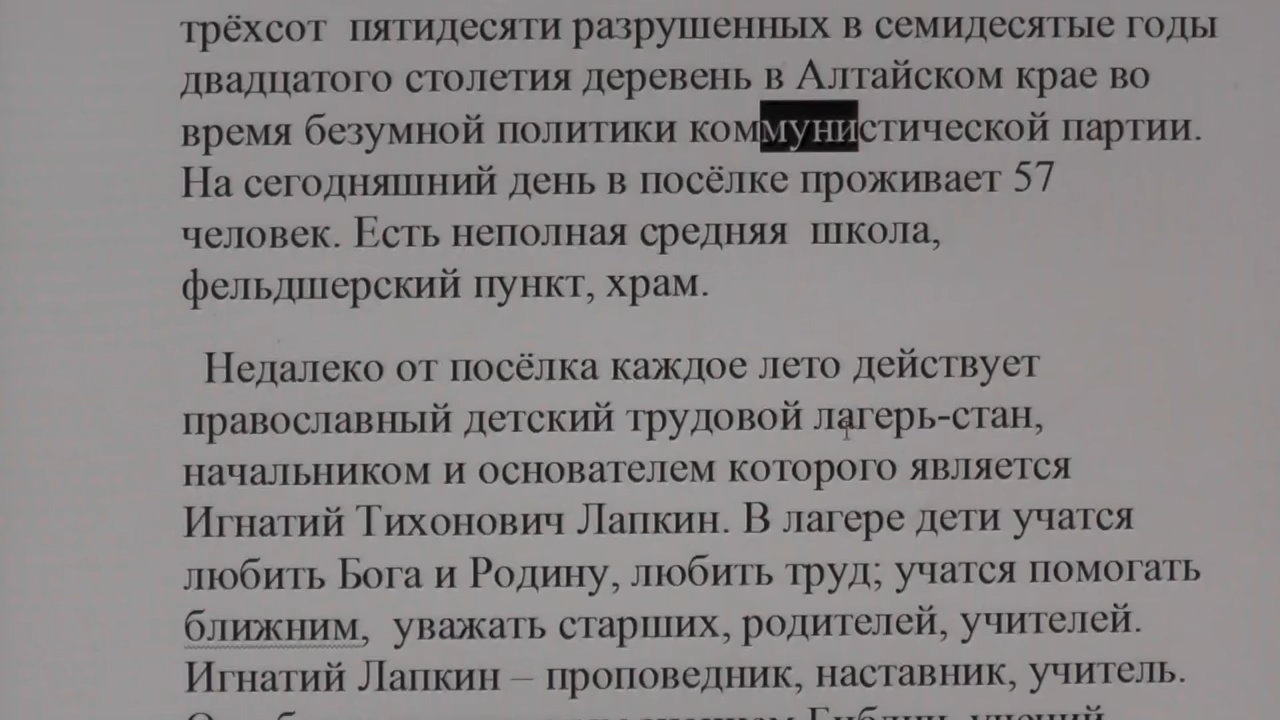 трёхсот пятидесяти разрушенных в семидесятые годы
двадцатого столетия деревень в Алтайском крае во
время безумной политики коммунистической партии.
На сегодняшний день в посёлке проживает 57
человек. Есть неполная средняя школа,
фельдшерский пункт, храм.
Недалеко от посёлка каждое лето действует
православный детский трудовой лагерь-стан,
начальником и основателем которого является
Игнатий Тихонович Лапкин. В лагере дети учатся
любить Бога и Родину, любить труд; учатся помогать
ближним, уважать старших, родителей, учителей.
Игнатий Лапкин – проповедник, наставник, учитель.